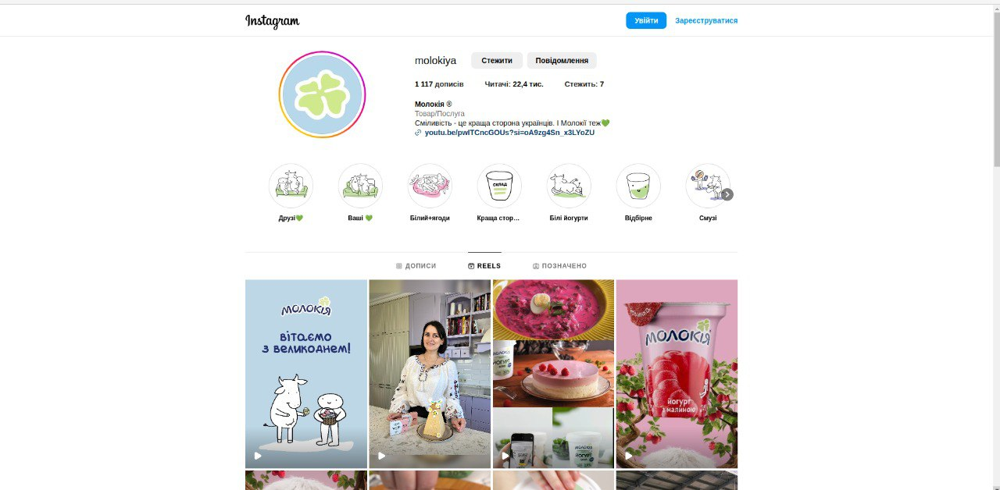 Instagram
Увійти
Зареєструватися
molokiya
Стежити
Повідомлення
1 117 дописів
Читачі: 22,4 тис.
Стежить: 7
Молокія ®
Товар/Послуга
Сміливість - це краща сторона українців. І Молокії теж💚
youtu.be/pwITCncGOUs?si=oA9zg4Sn_x3LYoZU
СКЛАД
Друзі💚
Ваші 💚
Білий+ягоди
Краща стор...
Білі йогурти
Відбірне
Смузі
ДОПИСИ
REELS
ПОЗНАЧЕНО
МОЛОКІЯ
вітаємо
з великоднем!
МОЛОКІЯ
йогурт
з малиною
МОЛОКІЯ
ЙОГУРТ